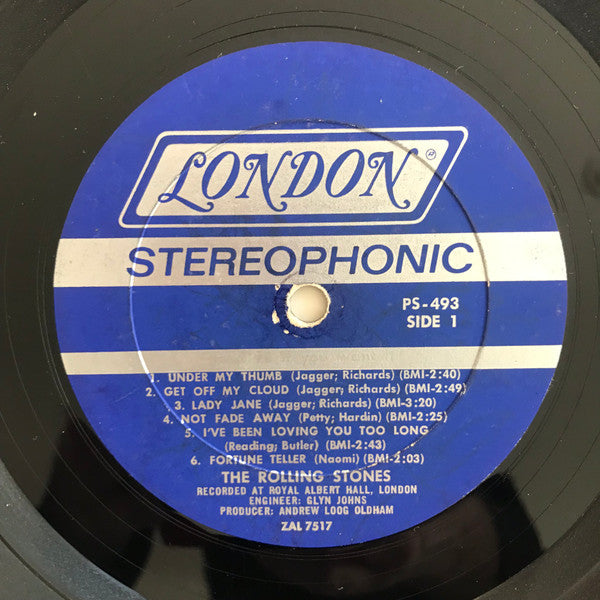 LONDON ®
STEREOPHONIC
PS-493
SIDE 1
1. UNDER MY THUMB (Jagger; Richards) (BMI-2:40)
2. GET OFF MY CLOUD (Jagger; Richards) (BMI-2:49)
3. LADY JANE (Jagger; Richards) (BMI-3:20)
4. NOT FADE AWAY (Petty; Hardin) (BMI-2:25)
5. I'VE BEEN LOVING YOU TOO LONG
(Reading; Butler) (BMI-2:43)
6. FORTUNE TELLER (Naomi) (BMI-2:03)
THE ROLLING STONES
RECORDED AT ROYAL ALBERT HALL, LONDON
ENGINEER: GLYN JOHNS
PRODUCER: ANDREW LOOG OLDHAM
ZAL 7517